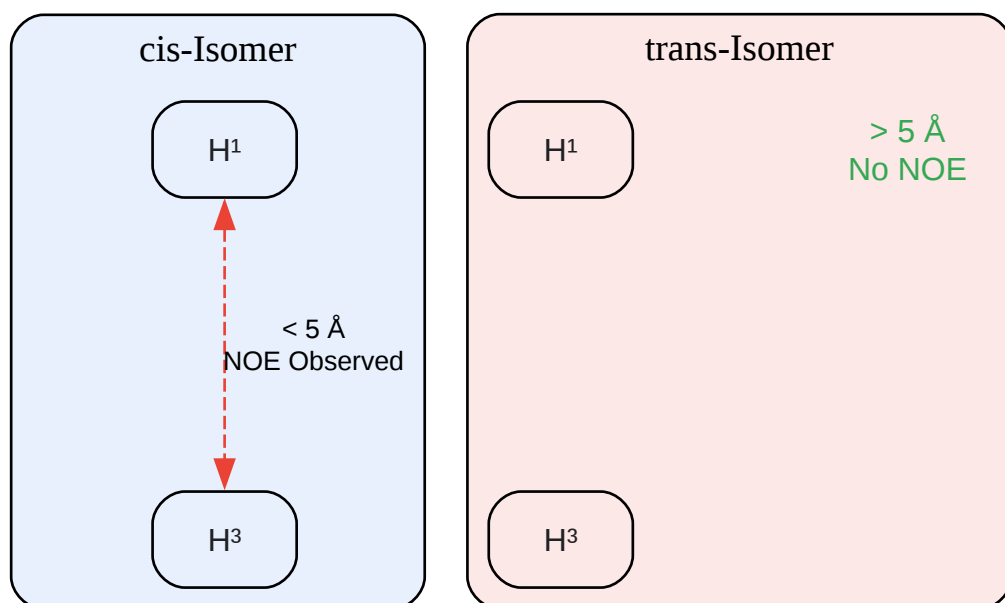 cis-Isomer
H¹
< 5 Å
NOE Observed
H³
trans-Isomer
H¹
> 5 Å
No NOE
H³